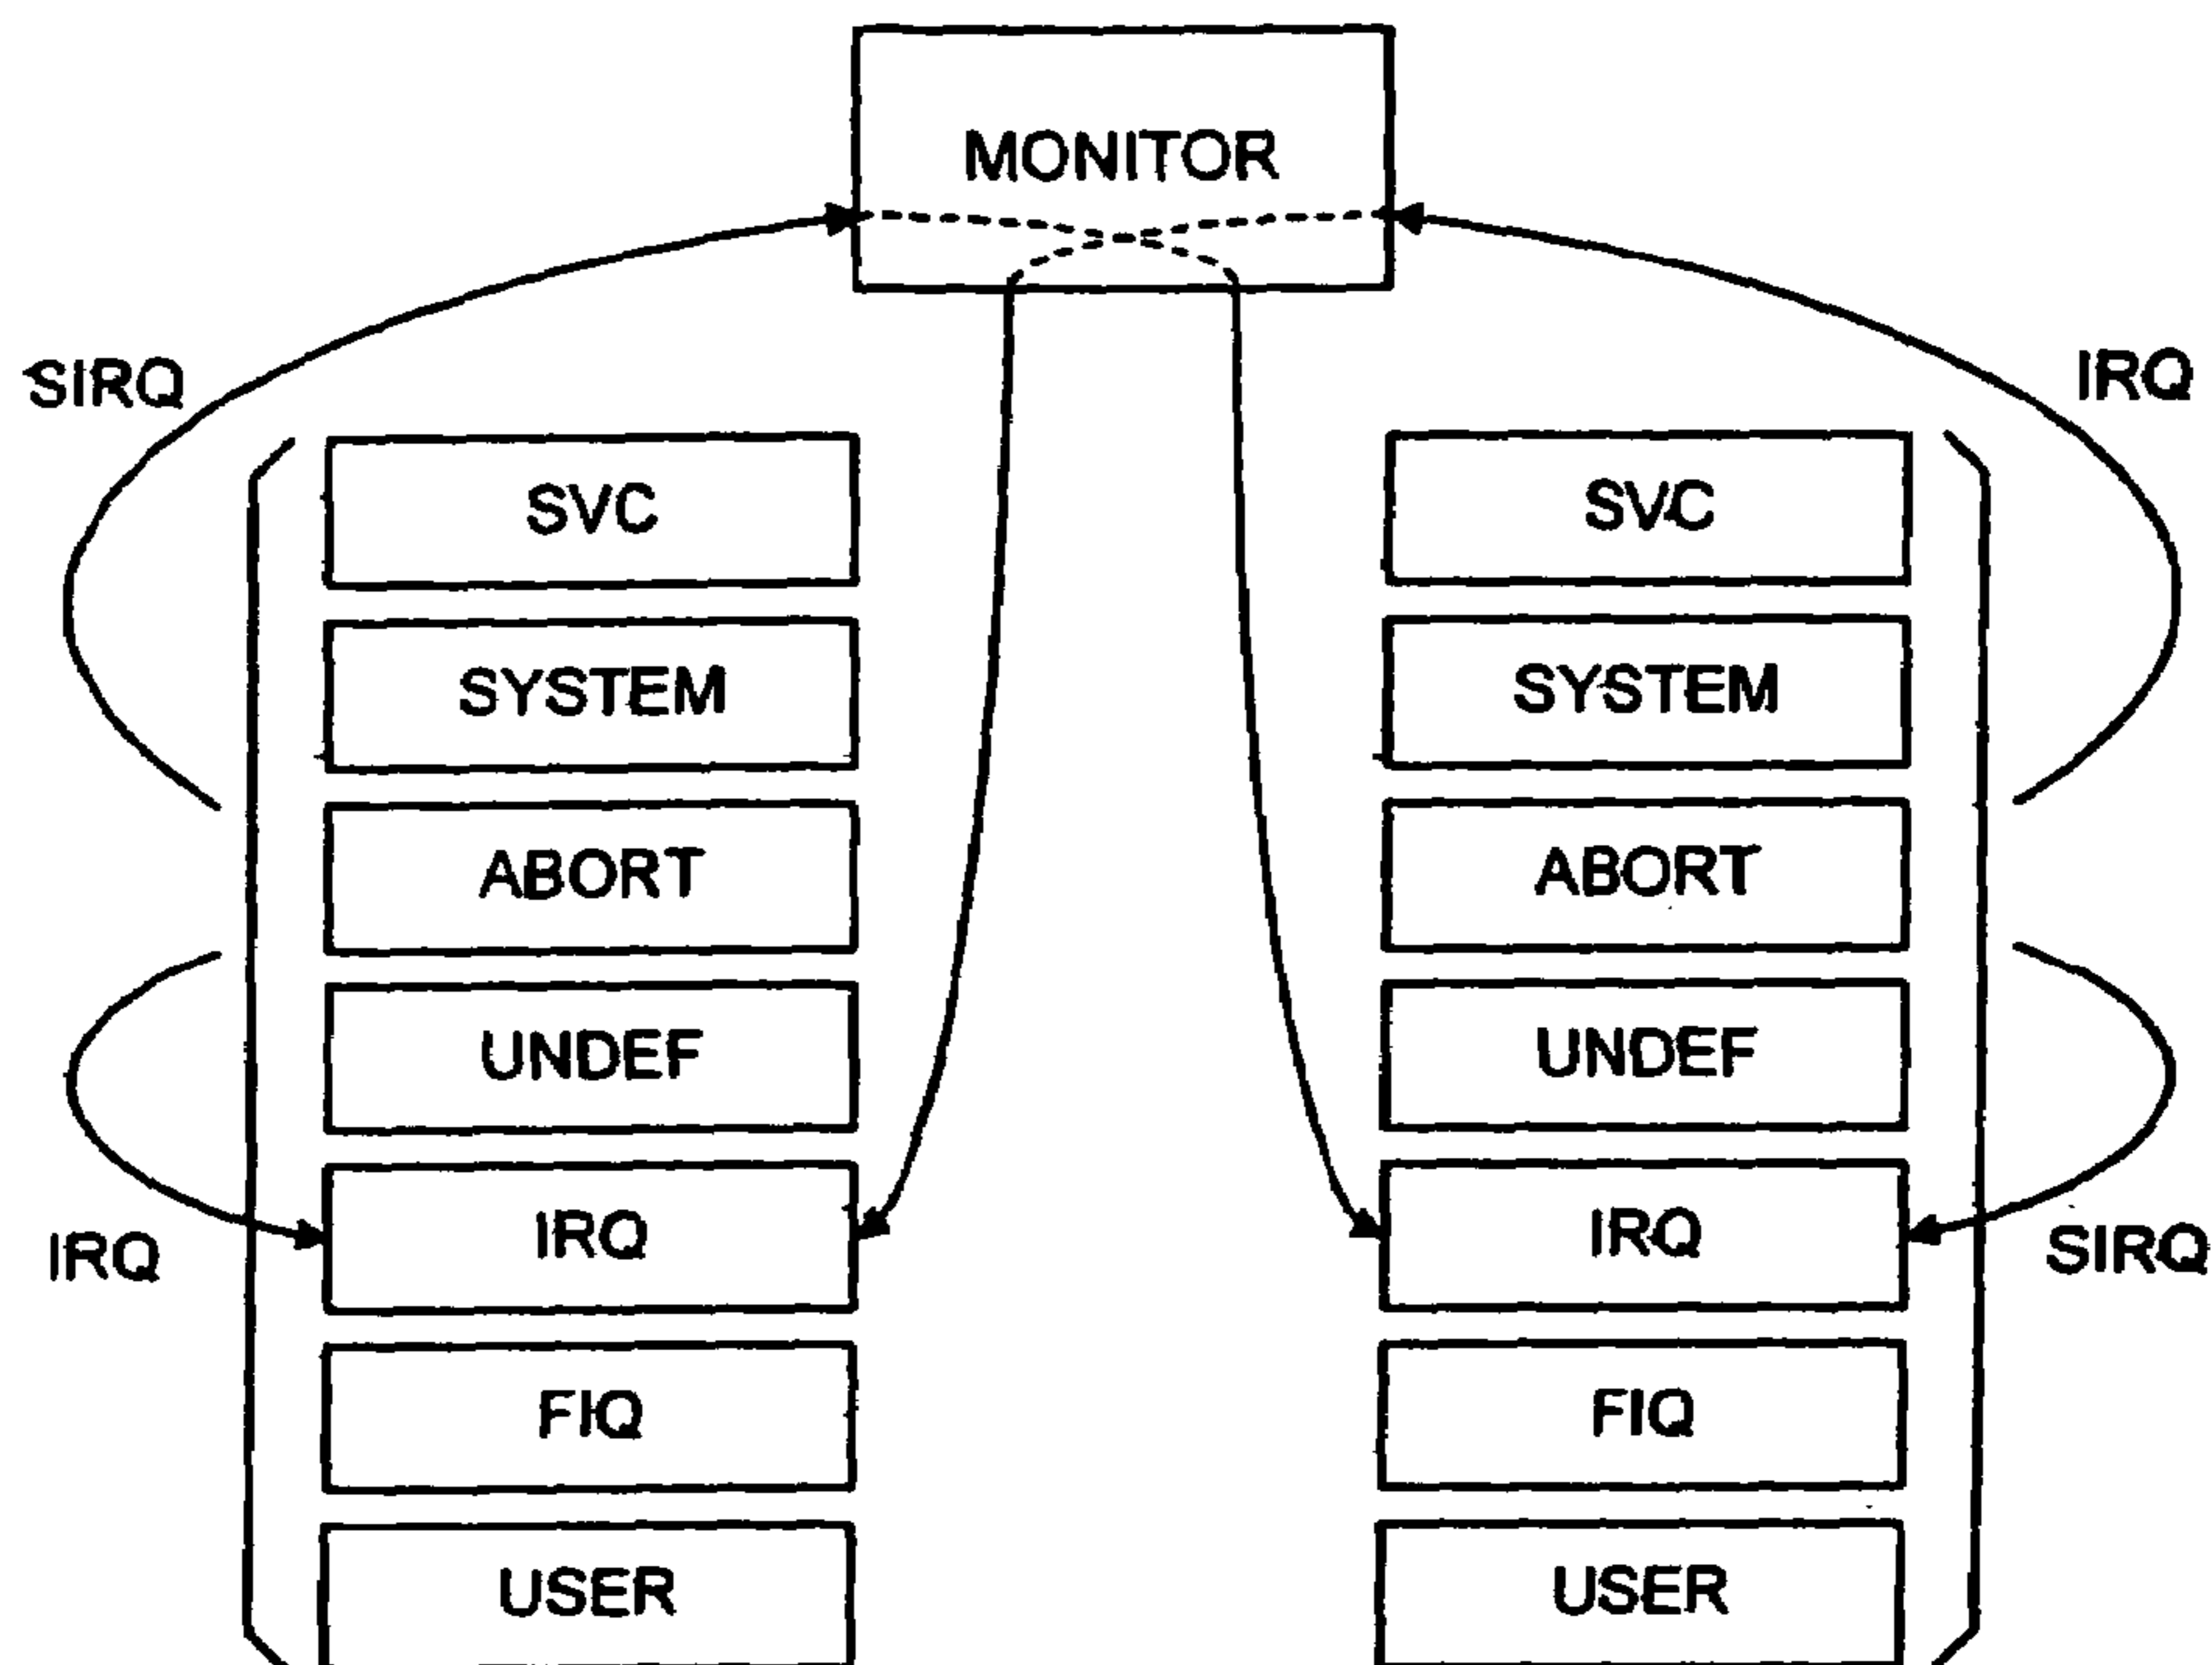 MONITOR
SIRQ
IRQ
SVC
SVC
SYSTEM
SYSTEM
ABORT
ABORT
UNDEF
UNDEF
IRQ
IRQ
IRQ
SIRQ
FIQ
FIQ
USER
USER